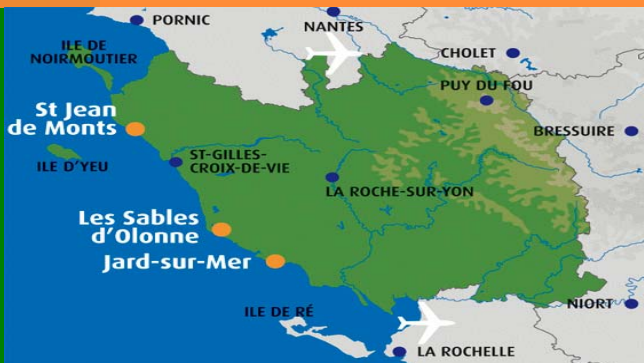 PORNIC
NANTES
ILE DE
NOIRMOUTIER
CHOLET
PUY DU FOU
St Jean
de Monts
BRESSUIRE
ST-GILLES-
CROIX-DE-VIE
ILE D'YEU
LA ROCHE-SUR-YON
Les Sables
d'Olonne
Jard-sur-Mer
NIORT
ILE DE RÉ
LA ROCHELLE